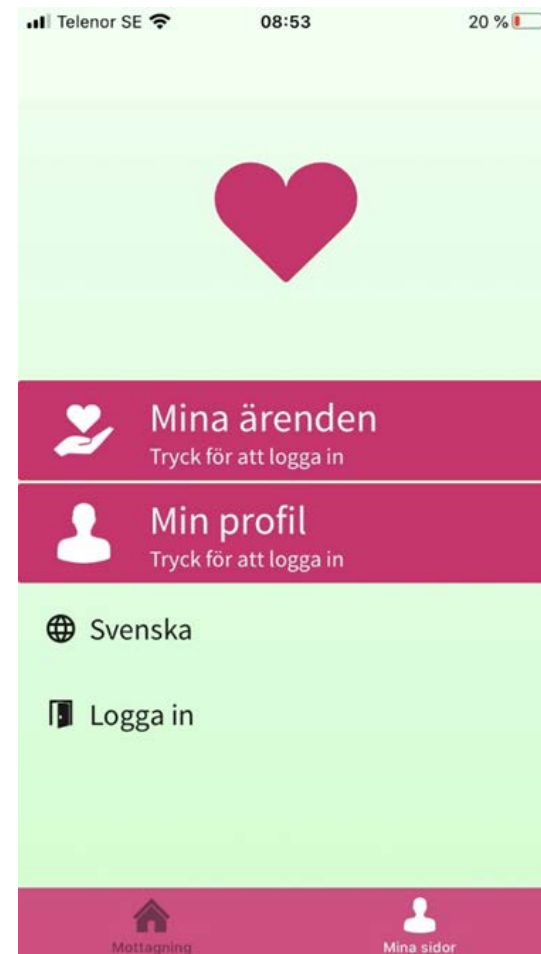 Telenor SE 08:53 20 %
Mina ärenden
Tryck för att logga in
Min profil
Tryck för att logga in
Svenska
Logga in
Mottagning Mina sidor